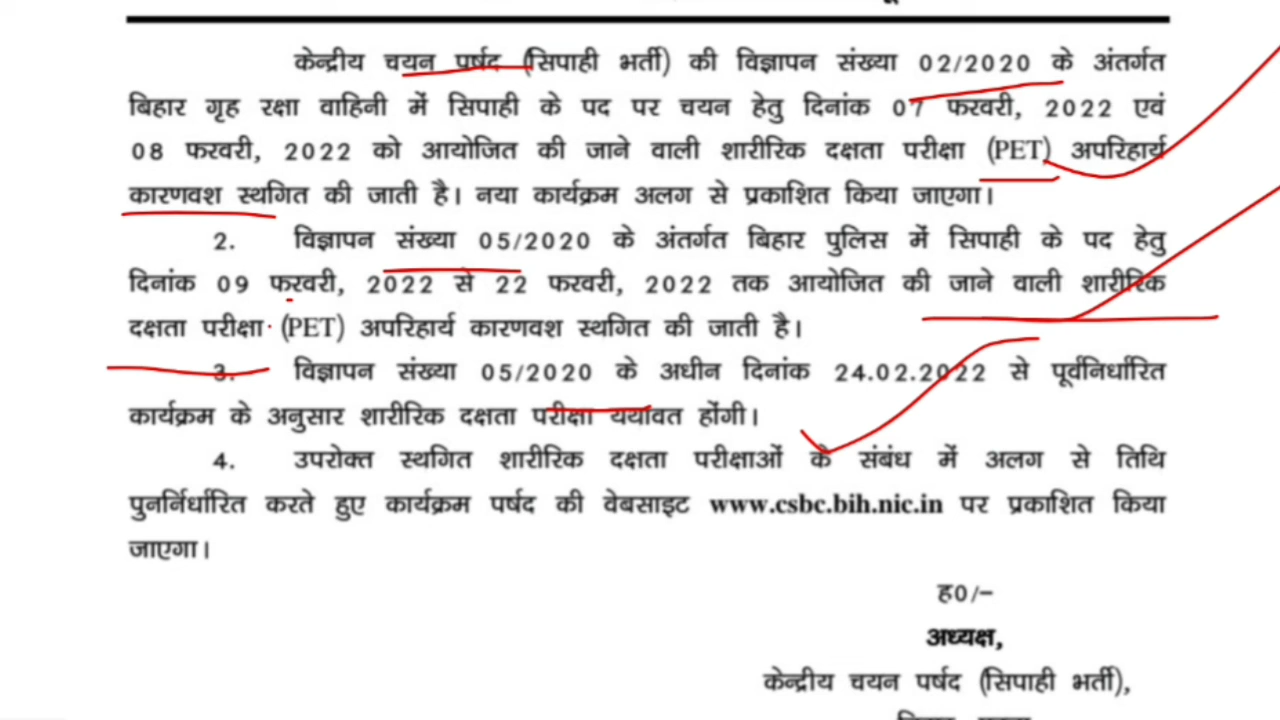 केन्द्रीय चयन पर्षद (सिपाही भर्ती) की विज्ञापन संख्या 02/2020 के अंतर्गत
बिहार गृह रक्षा वाहिनी में सिपाही के पद पर चयन हेतु दिनांक 07 फरवरी, 2022 एवं
08 फरवरी, 2022 को आयोजित की जाने वाली शारीरिक दक्षता परीक्षा (PET) अपरिहार्य
कारणवश स्थगित की जाती है। नया कार्यक्रम अलग से प्रकाशित किया जाएगा।
2. विज्ञापन संख्या 05/2020 के अंतर्गत बिहार पुलिस में सिपाही के पद हेतु
दिनांक 09 फरवरी, 2022 से 22 फरवरी, 2022 तक आयोजित की जाने वाली शारीरिक
दक्षता परीक्षा (PET) अपरिहार्य कारणवश स्थगित की जाती है।
3. विज्ञापन संख्या 05/2020 के अधीन दिनांक 24.02.2022 से पूर्वनिर्धारित
कार्यक्रम के अनुसार शारीरिक दक्षता परीक्षा यथावत होंगी।
4. उपरोक्त स्थगित शारीरिक दक्षता परीक्षाओं के संबंध में अलग से तिथि
पुनर्निर्धारित करते हुए कार्यक्रम पर्षद की वेबसाइट www.csbc.bih.nic.in पर प्रकाशित किया
जाएगा।
ह0/–
अध्यक्ष,
केन्द्रीय चयन पर्षद (सिपाही भर्ती),